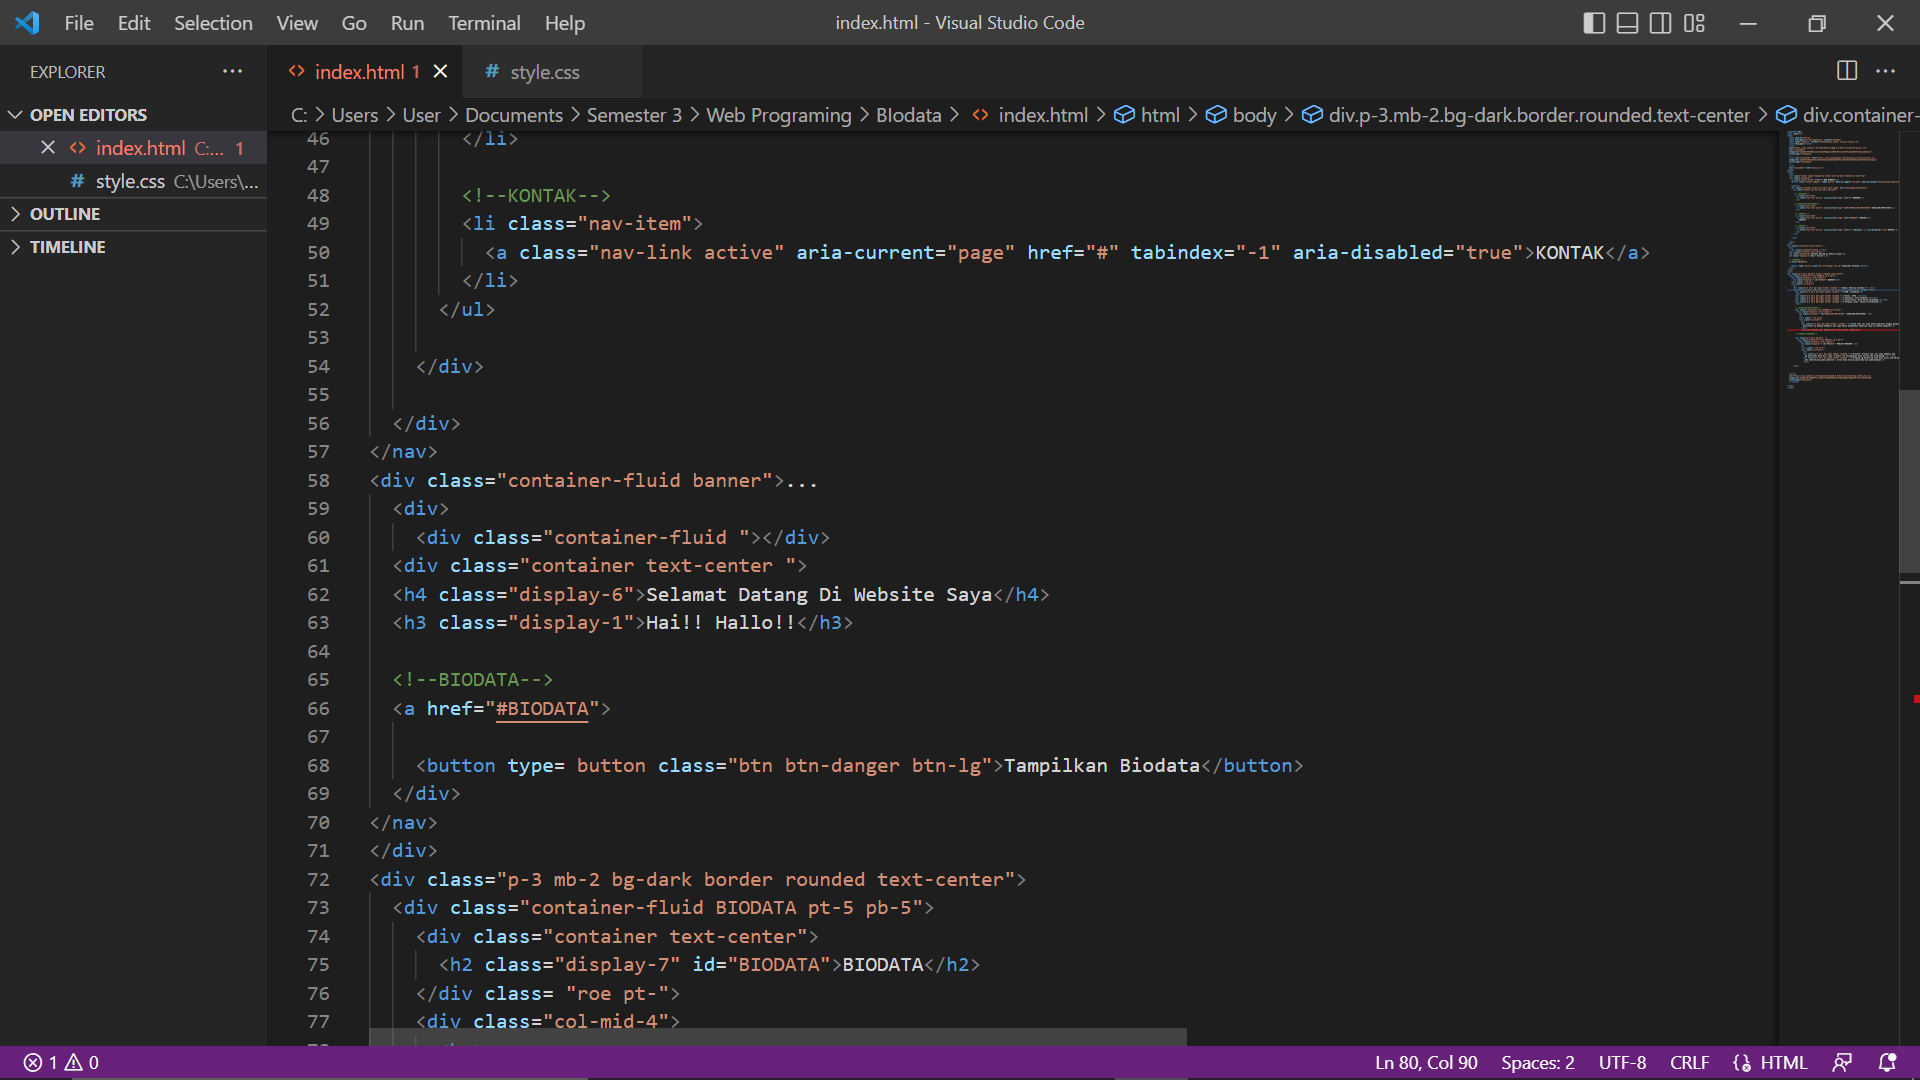 File Edit Selection View Go Run Terminal Help
index.html - Visual Studio Code
EXPLORER
index.html 1
# style.css
OPEN EDITORS
C: > Users > User > Documents > Semester 3 > Web Programing > BIodata > index.html > html > body > div.p-3.mb-2.bg-dark.border.rounded.text-center > div.container-
index.html C:... 1
# style.css C:\Users\...
OUTLINE
TIMELINE
46 </li>
47
48 <!--KONTAK-->
49 <li class="nav-item">
50 <a class="nav-link active" aria-current="page" href="#" tabindex="-1" aria-disabled="true">KONTAK</a>
51 </li>
52 </ul>
53
54 </div>
55
56 </div>
57 </nav>
58 <div class="container-fluid banner">...
59 <div>
60 <div class="container-fluid "></div>
61 <div class="container text-center ">
62 <h4 class="display-6">Selamat Datang Di Website Saya</h4>
63 <h3 class="display-1">Hai!! Hallo!!</h3>
64
65 <!--BIODATA-->
66 <a href="#BIODATA">
67
68 <button type= button class="btn btn-danger btn-lg">Tampilkan Biodata</button>
69 </div>
70 </nav>
71 </div>
72 <div class="p-3 mb-2 bg-dark border rounded text-center">
73 <div class="container-fluid BIODATA pt-5 pb-5">
74 <div class="container text-center">
75 <h2 class="display-7" id="BIODATA">BIODATA</h2>
76 </div class= "roe pt-">
77 <div class="col-mid-4">
1 0
Ln 80, Col 90 Spaces: 2 UTF-8 CRLF HTML